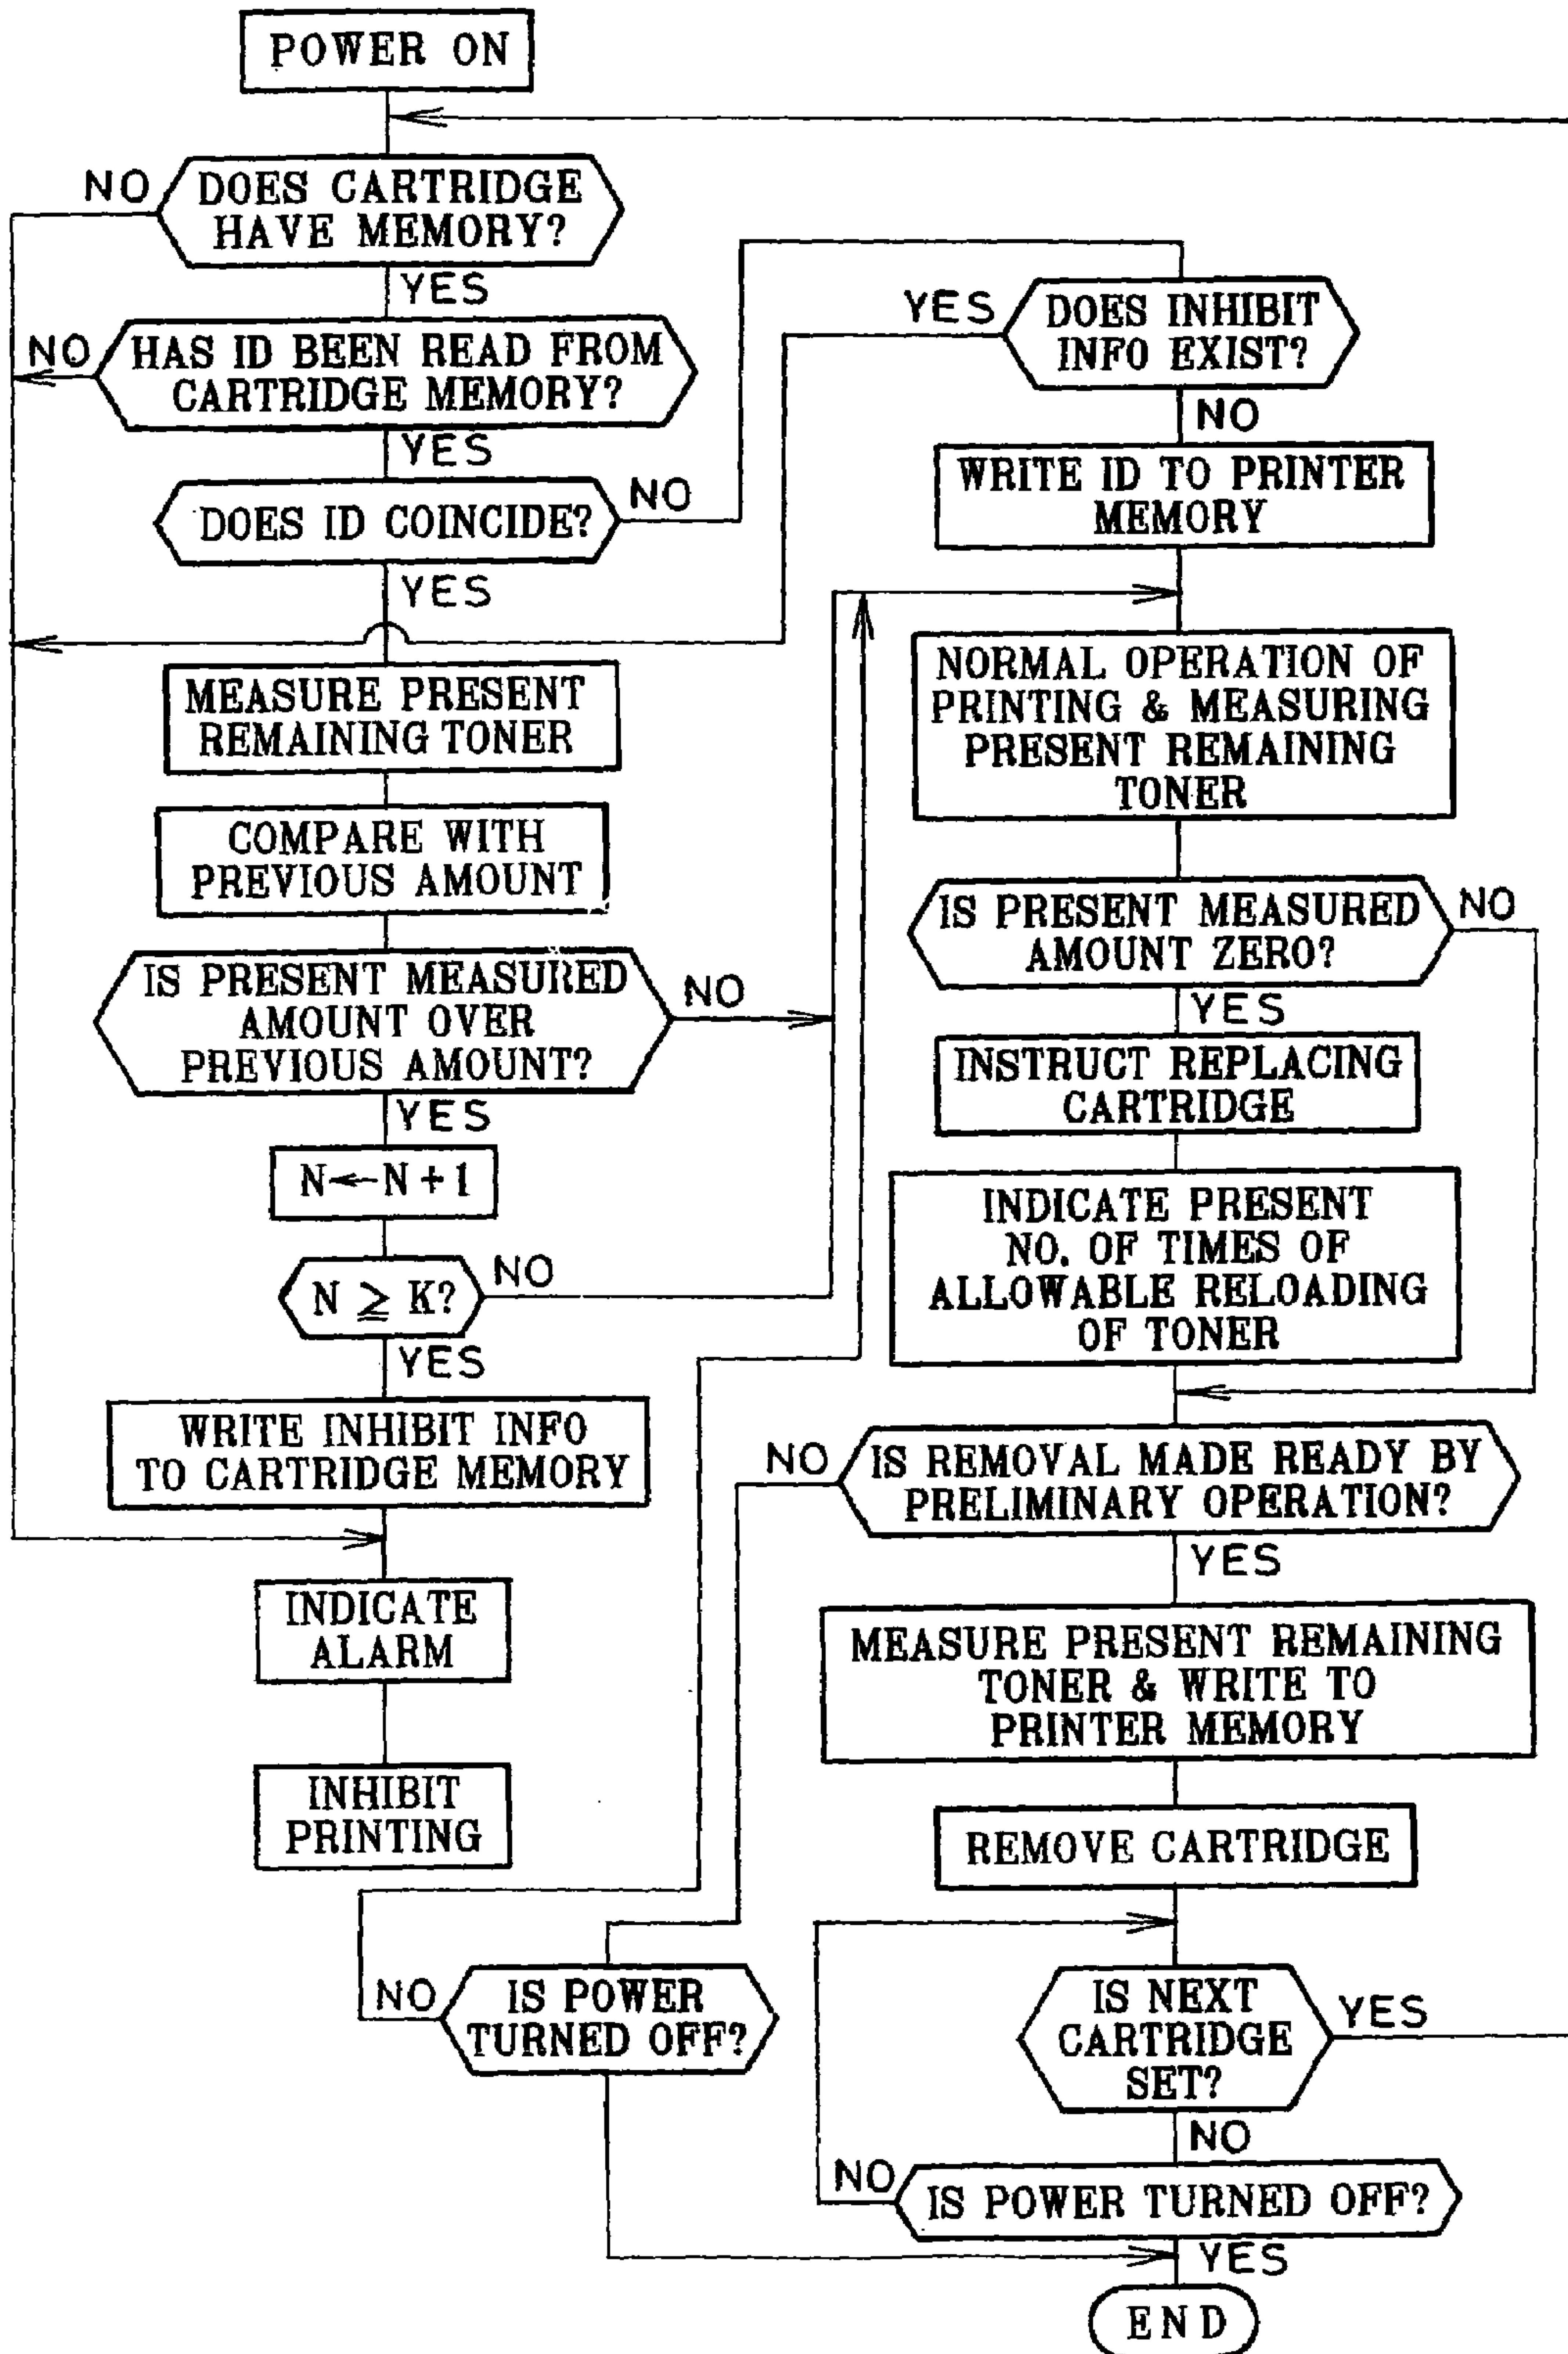 POWER ON
DOES CARTRIDGE
HAVE MEMORY?
NO
YES
HAS ID BEEN READ FROM
CARTRIDGE MEMORY?
NO
YES
DOES ID COINCIDE?
NO
YES
MEASURE PRESENT
REMAINING TONER
COMPARE WITH
PREVIOUS AMOUNT
IS PRESENT MEASURED
AMOUNT OVER
PREVIOUS AMOUNT?
NO
YES
N←N+1
N ≧ K?
NO
YES
WRITE INHIBIT INFO
TO CARTRIDGE MEMORY
INDICATE
ALARM
INHIBIT
PRINTING
DOES INHIBIT
INFO EXIST?
YES
NO
WRITE ID TO PRINTER
MEMORY
NORMAL OPERATION OF
PRINTING & MEASURING
PRESENT REMAINING
TONER
IS PRESENT MEASURED
AMOUNT ZERO?
NO
YES
INSTRUCT REPLACING
CARTRIDGE
INDICATE PRESENT
NO. OF TIMES OF
ALLOWABLE RELOADING
OF TONER
IS REMOVAL MADE READY BY
PRELIMINARY OPERATION?
NO
YES
MEASURE PRESENT REMAINING
TONER & WRITE TO
PRINTER MEMORY
REMOVE CARTRIDGE
IS POWER
TURNED OFF?
NO
IS NEXT
CARTRIDGE
SET?
YES
NO
IS POWER TURNED OFF?
NO
YES
END